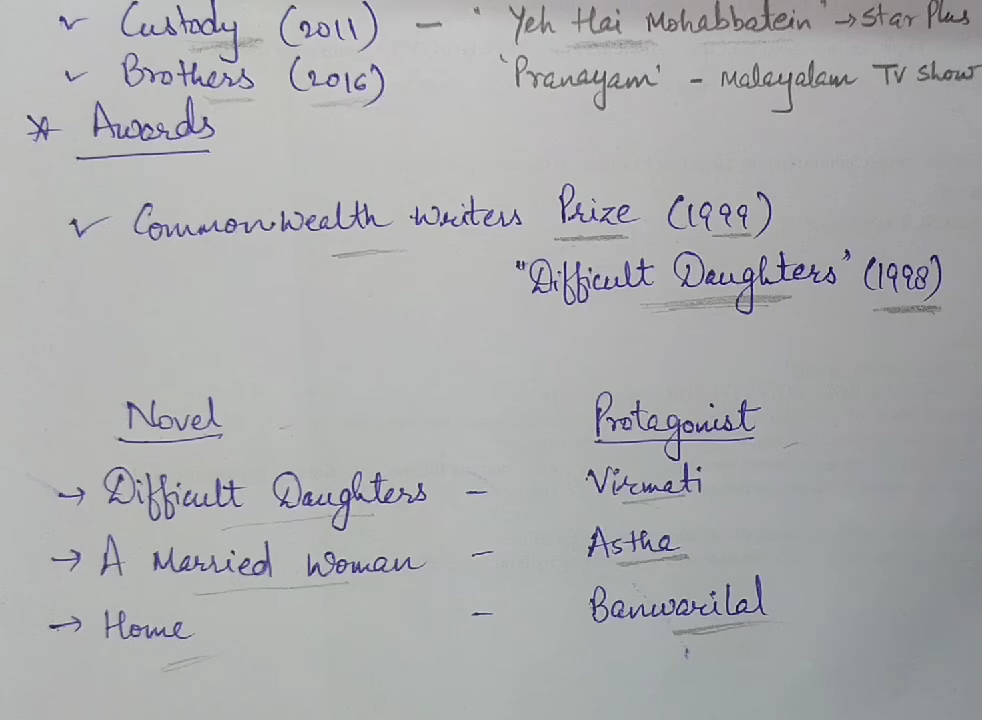 ✓ Custody (2011) - 'Yeh Hai Mohabbatein' → Star Plus
✓ Brothers (2016) 'Pranayam' - Malayalam TV show
* Awards
✓ Commonwealth Writers Prize (1999)
"Difficult Daughters" (1998)
Novel Protagonist
→ Difficult Daughters - Virmati
→ A Married Woman - Astha
→ Home - Banwarilal